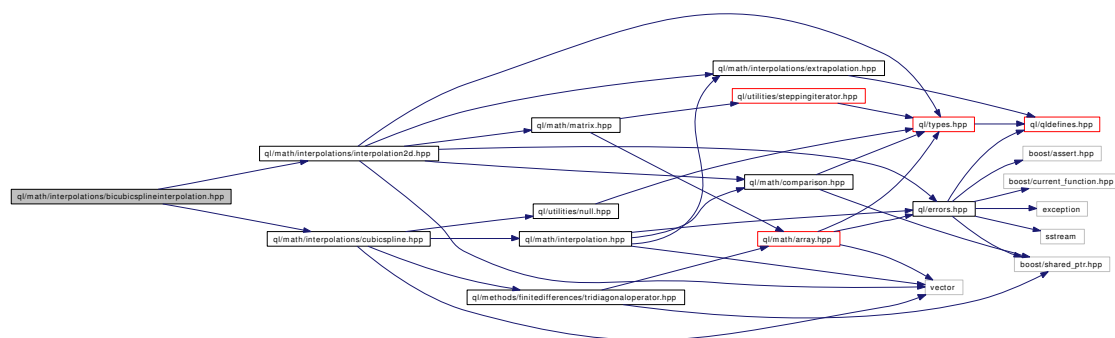 ql/math/interpolations/bicubicsplineinterpolation.hpp
ql/math/interpolations/interpolation2d.hpp
ql/math/interpolations/cubicspline.hpp
ql/math/matrix.hpp
ql/utilities/null.hpp
ql/math/interpolation.hpp
ql/methods/finitedifferences/tridiagonaloperator.hpp
ql/math/interpolations/extrapolation.hpp
ql/utilities/steppingiterator.hpp
ql/math/comparison.hpp
ql/math/array.hpp
ql/types.hpp
ql/errors.hpp
vector
ql/qldefines.hpp
boost/assert.hpp
boost/current_function.hpp
exception
sstream
boost/shared_ptr.hpp